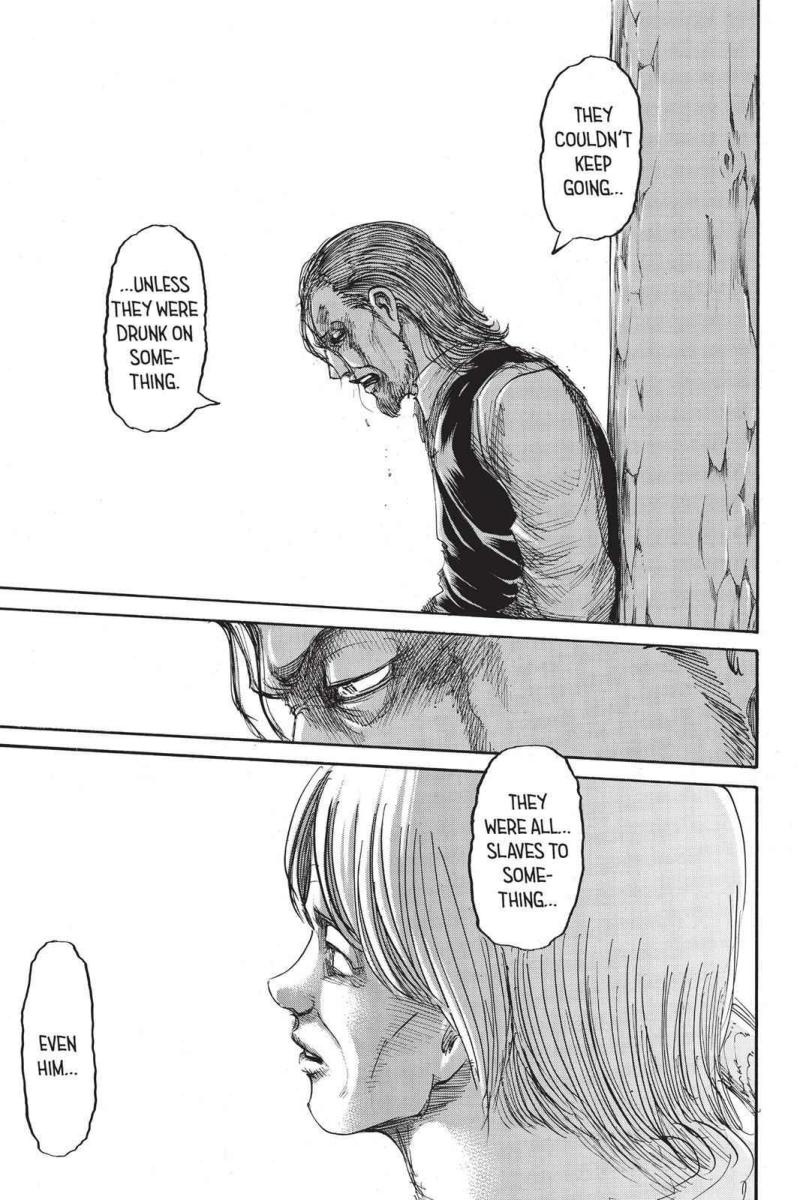 THEY
COULDN'T
KEEP
GOING...
...UNLESS
THEY WERE
DRUNK ON
SOME-
THING.
THEY
WERE ALL...
SLAVES TO
SOME-
THING...
EVEN
HIM...